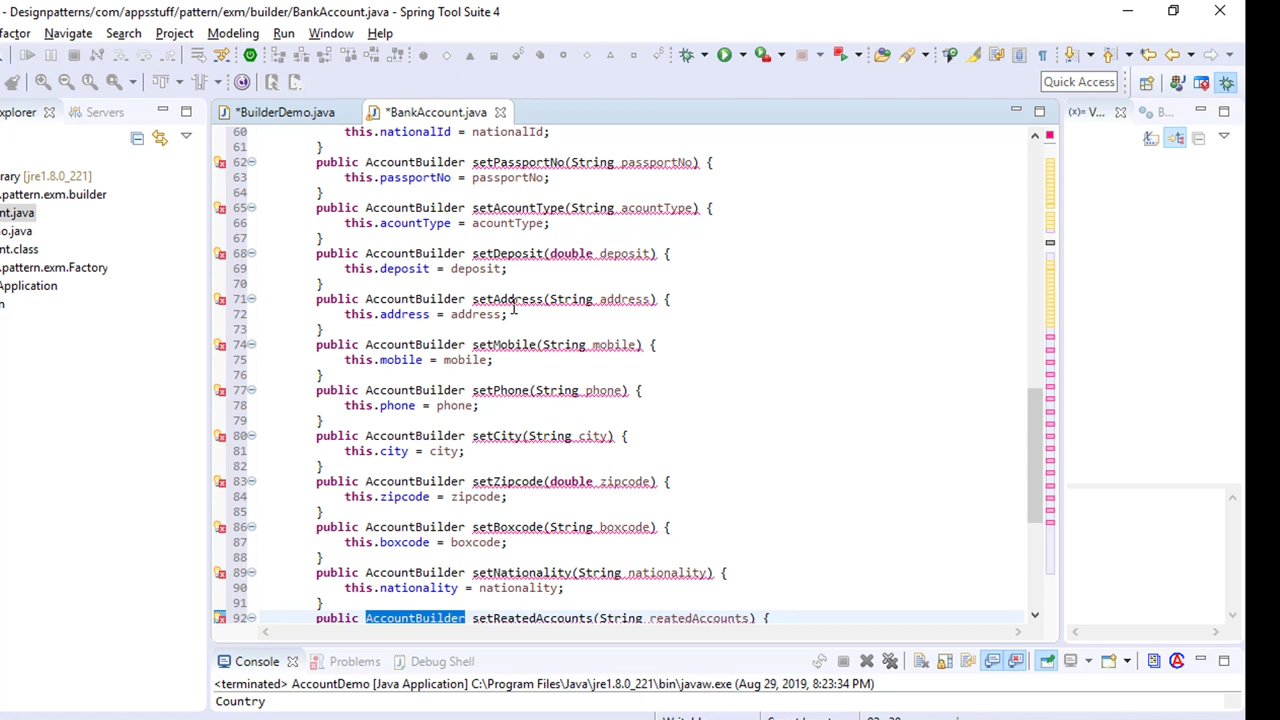 - Designpatterns/com/appsstuff/pattern/exm/builder/BankAccount.java - Spring Tool Suite 4
factor Navigate Search Project Modeling Run Window Help
Quick Access
xplorer Servers *BuilderDemo.java *BankAccount.java (x)= V... B...
60 this.nationalId = nationalId;
61 }
62 public AccountBuilder setPassportNo(String passportNo) {
63 this.passportNo = passportNo;
64 }
65 public AccountBuilder setAcountType(String acountType) {
66 this.acountType = acountType;
67 }
68 public AccountBuilder setDeposit(double deposit) {
69 this.deposit = deposit;
70 }
71 public AccountBuilder setAddress(String address) {
72 this.address = address;
73 }
74 public AccountBuilder setMobile(String mobile) {
75 this.mobile = mobile;
76 }
77 public AccountBuilder setPhone(String phone) {
78 this.phone = phone;
79 }
80 public AccountBuilder setCity(String city) {
81 this.city = city;
82 }
83 public AccountBuilder setZipcode(double zipcode) {
84 this.zipcode = zipcode;
85 }
86 public AccountBuilder setBoxcode(String boxcode) {
87 this.boxcode = boxcode;
88 }
89 public AccountBuilder setNationality(String nationality) {
90 this.nationality = nationality;
91 }
92 public AccountBuilder setReatedAccounts(String reatedAccounts) {
rary [jre1.8.0_221]
.pattern.exm.builder
nt.java
o.java
nt.class
.pattern.exm.Factory
Application
n
Console Problems Debug Shell
<terminated> AccountDemo [Java Application] C:\Program Files\Java\jre1.8.0_221\bin\javaw.exe (Aug 29, 2019, 8:23:34 PM)
Country